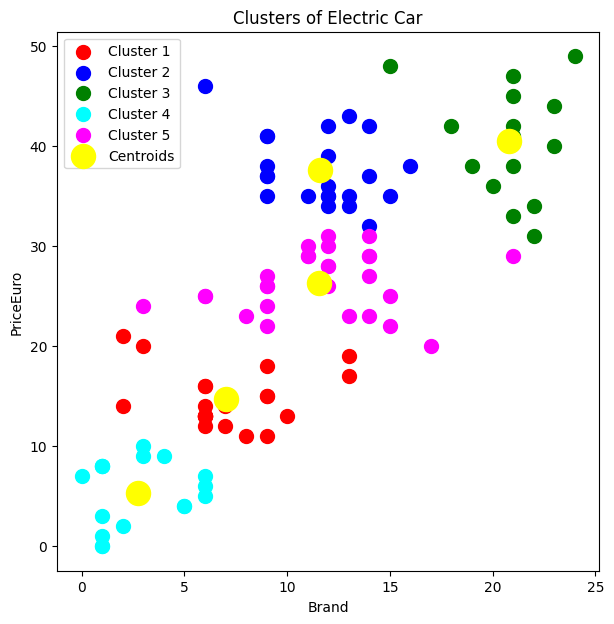 Clusters of Electric Car
Cluster 1
Cluster 2
Cluster 3
Cluster 4
Cluster 5
Centroids
PriceEuro
50
40
30
20
10
0
0 5 10 15 20 25
Brand